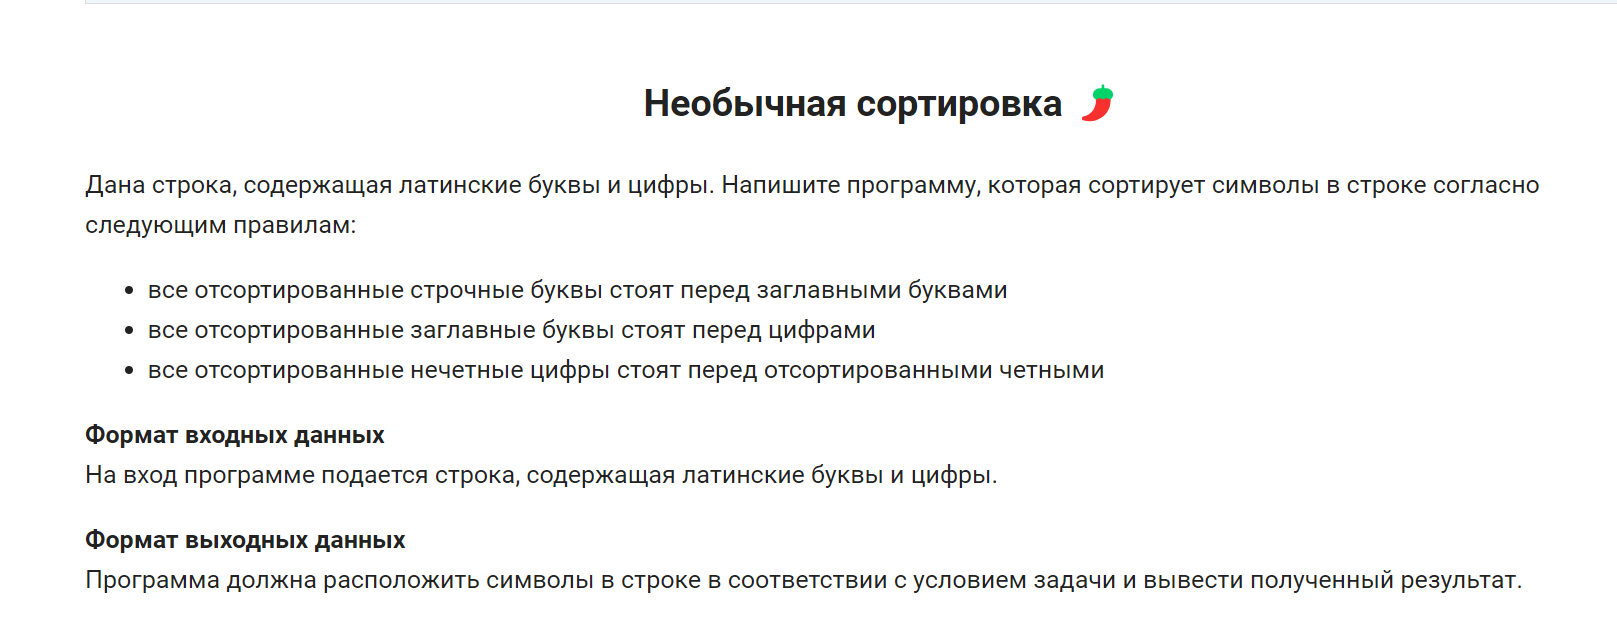 Необычная сортировка 🌶️
Дана строка, содержащая латинские буквы и цифры. Напишите программу, которая сортирует символы в строке согласно
следующим правилам:
• все отсортированные строчные буквы стоят перед заглавными буквами
• все отсортированные заглавные буквы стоят перед цифрами
• все отсортированные нечетные цифры стоят перед отсортированными четными
Формат входных данных
На вход программе подается строка, содержащая латинские буквы и цифры.
Формат выходных данных
Программа должна расположить символы в строке в соответствии с условием задачи и вывести полученный результат.